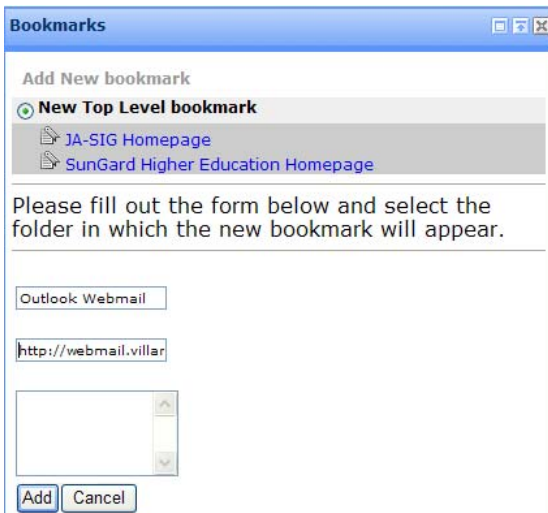 Bookmarks
Add New bookmark
New Top Level bookmark
JA-SIG Homepage
SunGard Higher Education Homepage
Please fill out the form below and select the
folder in which the new bookmark will appear.
Outlook Webmail
http://webmail.villar
Add Cancel